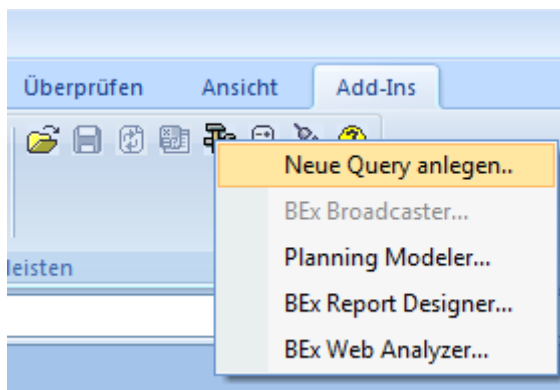 Überprüfen Ansicht Add-Ins
Neue Query anlegen..
BEx Broadcaster...
Planning Modeler...
leisten
BEx Report Designer...
BEx Web Analyzer...